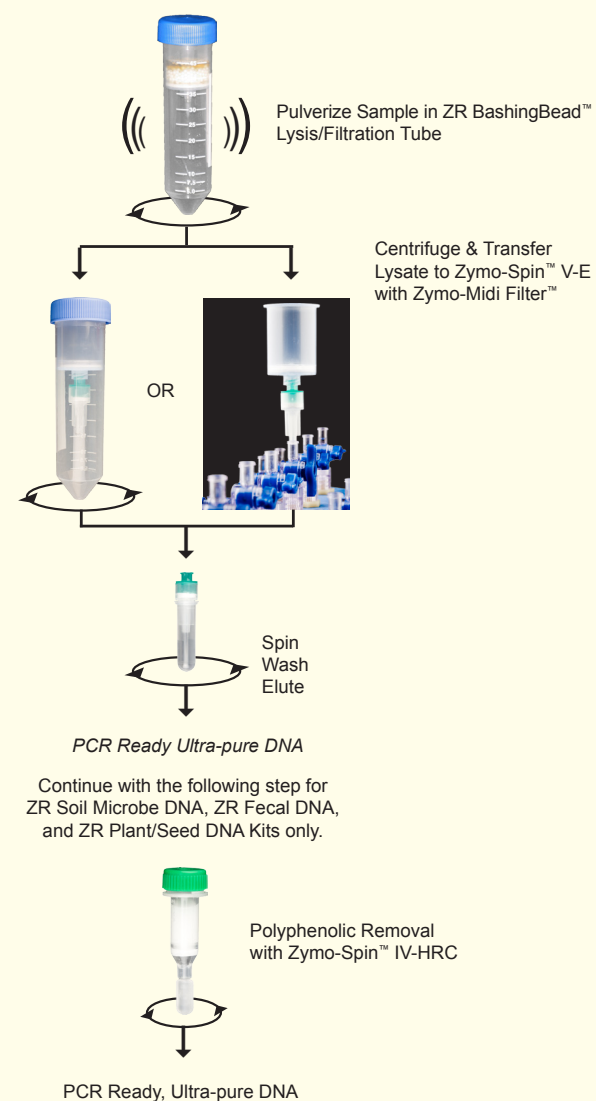 Pulverize Sample in ZR BashingBead™
Lysis/Filtration Tube
Centrifuge & Transfer
Lysate to Zymo-Spin™ V-E
with Zymo-Midi Filter™
OR
Spin
Wash
Elute
PCR Ready Ultra-pure DNA
Continue with the following step for
ZR Soil Microbe DNA, ZR Fecal DNA,
and ZR Plant/Seed DNA Kits only.
Polyphenolic Removal
with Zymo-Spin™ IV-HRC
PCR Ready, Ultra-pure DNA